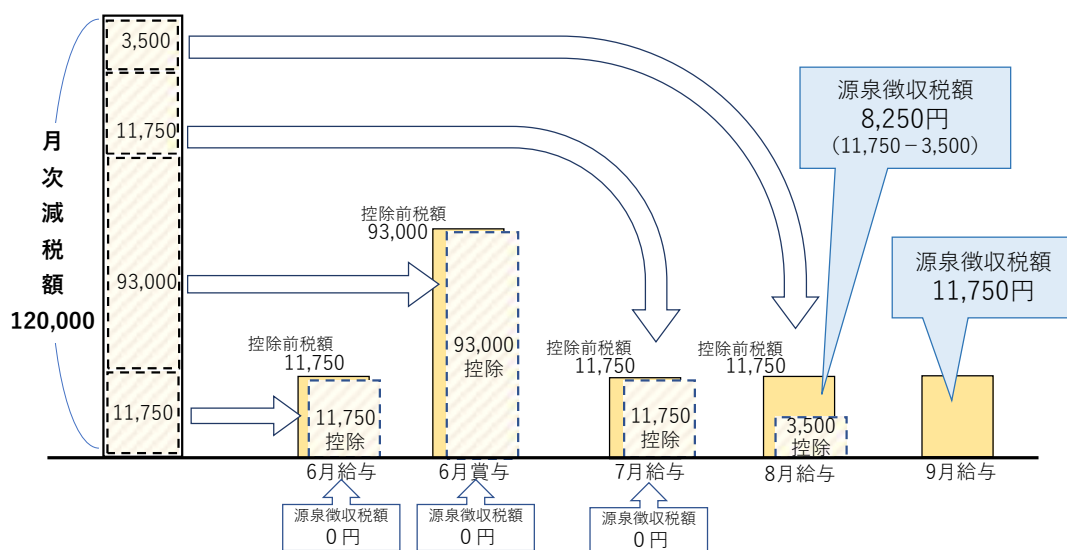 月次減税額
120,000
3,500
11,750
93,000
11,750
控除前税額
11,750
11,750
控除
6月給与
源泉徴収税額
0 円
控除前税額
93,000
93,000
控除
6月賞与
源泉徴収税額
0 円
控除前税額
11,750
11,750
控除
7月給与
源泉徴収税額
0 円
控除前税額
11,750
3,500
控除
8月給与
源泉徴収税額
8,250円
（11,750－3,500）
源泉徴収税額
11,750円
9月給与